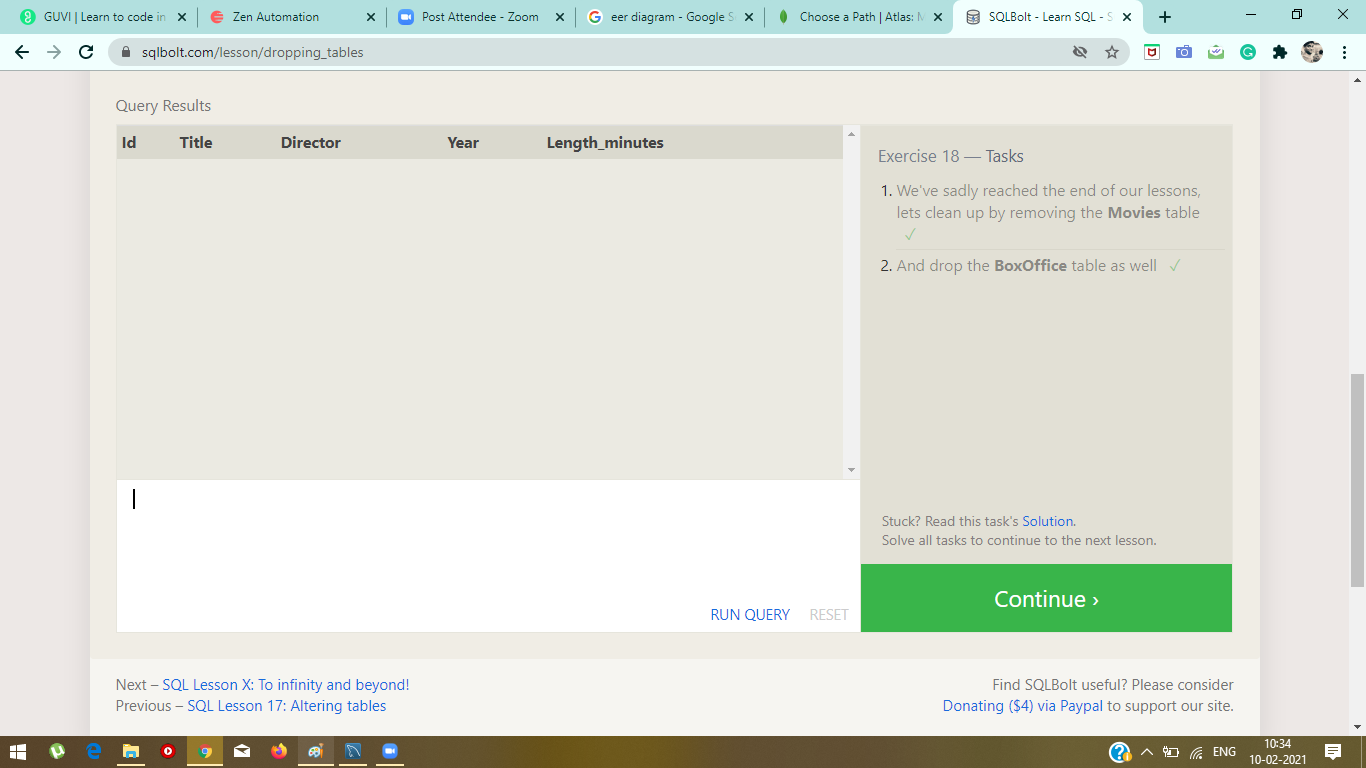 GUVI | Learn to code in
Zen Automation
Post Attendee - Zoom
eer diagram - Google S
Choose a Path | Atlas: M
SQLBolt - Learn SQL - S
sqlbolt.com/lesson/dropping_tables
Query Results
Id Title Director Year Length_minutes
Exercise 18 — Tasks
1. We've sadly reached the end of our lessons,
lets clean up by removing the Movies table
✓
2. And drop the BoxOffice table as well ✓
Stuck? Read this task's Solution.
Solve all tasks to continue to the next lesson.
RUN QUERY RESET
Continue ›
Next – SQL Lesson X: To infinity and beyond!
Previous – SQL Lesson 17: Altering tables
Find SQLBolt useful? Please consider
Donating ($4) via Paypal to support our site.
ENG
10:34
10-02-2021